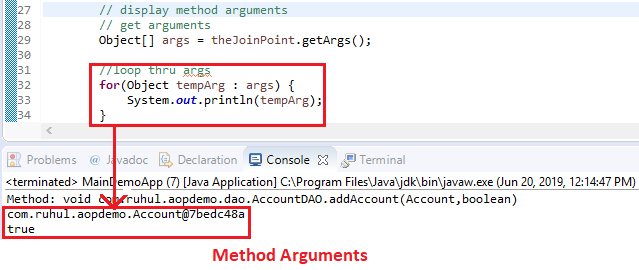 27 // display method arguments
28 // get arguments
29 Object[] args = theJoinPoint.getArgs();
30
31 //loop thru args
32 for(Object tempArg : args) {
33 System.out.println(tempArg);
34 }
Problems @ Javadoc Declaration Console Terminal
<terminated> MainDemoApp (7) [Java Application] C:\Program Files\Java\jdk\bin\javaw.exe (Jun 20, 2019, 12:14:47 PM)
Method: void com.ruhul.aopdemo.dao.AccountDAO.addAccount(Account,boolean)
com.ruhul.aopdemo.Account@7bedc48a
true
Method Arguments